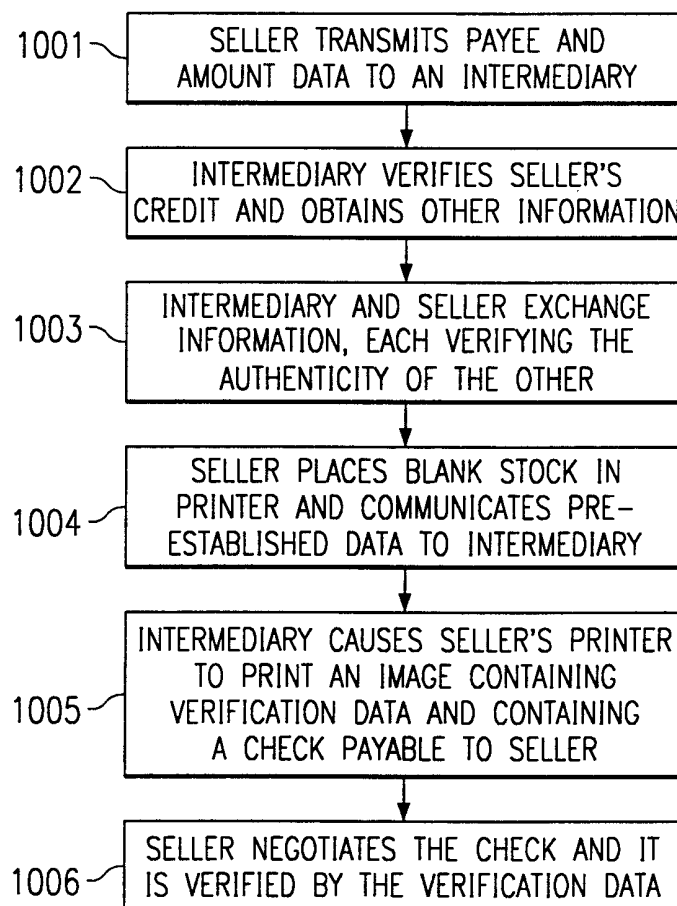 1001
SELLER TRANSMITS PAYEE AND
AMOUNT DATA TO AN INTERMEDIARY
1002
INTERMEDIARY VERIFIES SELLER'S
CREDIT AND OBTAINS OTHER INFORMATION
1003
INTERMEDIARY AND SELLER EXCHANGE
INFORMATION, EACH VERIFYING THE
AUTHENTICITY OF THE OTHER
1004
SELLER PLACES BLANK STOCK IN
PRINTER AND COMMUNICATES PRE-
ESTABLISHED DATA TO INTERMEDIARY
1005
INTERMEDIARY CAUSES SELLER'S PRINTER
TO PRINT AN IMAGE CONTAINING
VERIFICATION DATA AND CONTAINING
A CHECK PAYABLE TO SELLER
1006
SELLER NEGOTIATES THE CHECK AND IT
IS VERIFIED BY THE VERIFICATION DATA